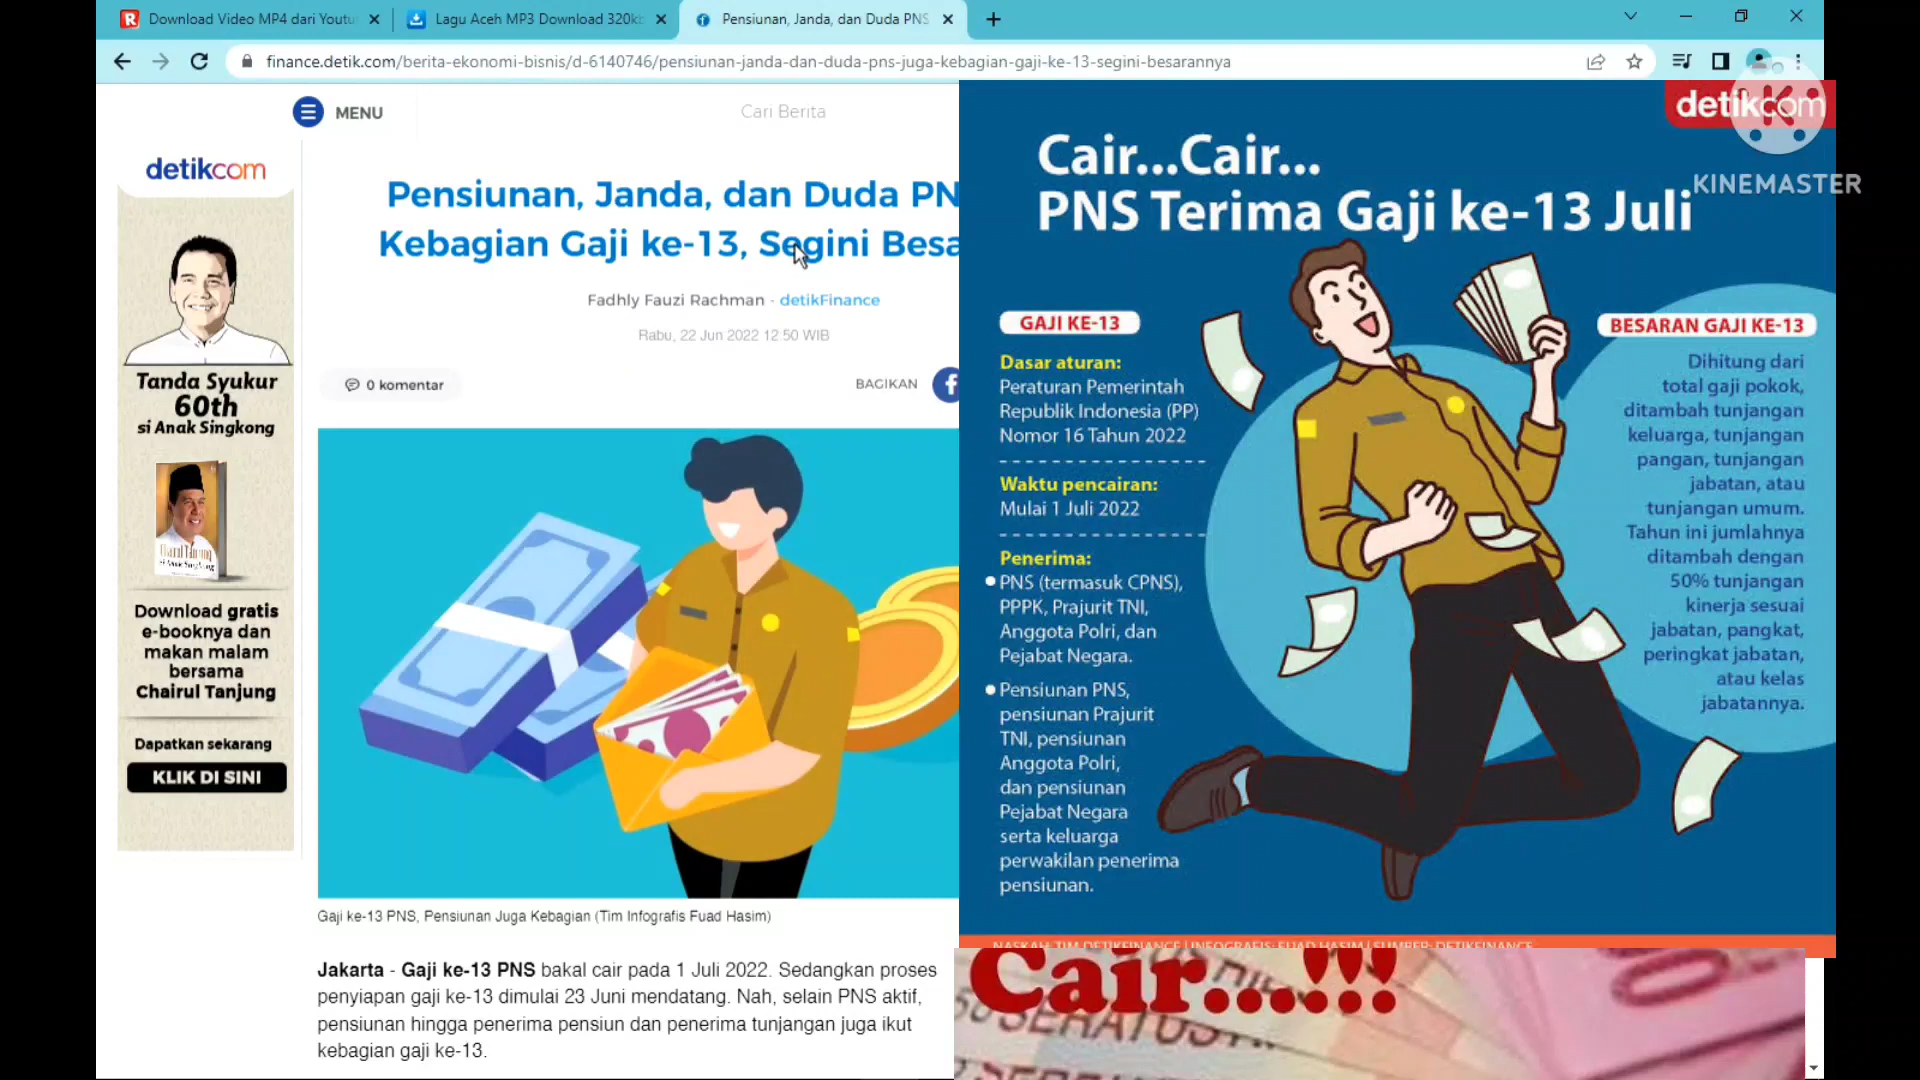 Download Video MP4 dari Youtu
Lagu Aceh MP3 Download 320k
Pensiunan, Janda, dan Duda PNS
finance.detik.com/berita-ekonomi-bisnis/d-6140746/pensiunan-janda-dan-duda-pns-juga-kebagian-gaji-ke-13-segini-besarannya
MENU
Cari Berita
detikcom
Tanda Syukur
60th
si Anak Singkong
Download gratis
e-booknya dan
makan malam
bersama
Chairul Tanjung
Dapatkan sekarang
KLIK DI SINI
Pensiunan, Janda, dan Duda PN
Kebagian Gaji ke-13, Segini Besa
Fadhly Fauzi Rachman - detikFinance
Rabu, 22 Jun 2022 12:50 WIB
0 komentar
BAGIKAN
Gaji ke-13 PNS, Pensiunan Juga Kebagian (Tim Infografis Fuad Hasim)
Jakarta - Gaji ke-13 PNS bakal cair pada 1 Juli 2022. Sedangkan proses
penyiapan gaji ke-13 dimulai 23 Juni mendatang. Nah, selain PNS aktif,
pensiunan hingga penerima pensiun dan penerima tunjangan juga ikut
kebagian gaji ke-13.
detikcom
KINEMASTER
Cair...Cair...
PNS Terima Gaji ke-13 Juli
GAJI KE-13
Dasar aturan:
Peraturan Pemerintah
Republik Indonesia (PP)
Nomor 16 Tahun 2022
Waktu pencairan:
Mulai 1 Juli 2022
Penerima:
PNS (termasuk CPNS),
PPPK, Prajurit TNI,
Anggota Polri, dan
Pejabat Negara.
Pensiunan PNS,
pensiunan Prajurit
TNI, pensiunan
Anggota Polri,
dan pensiunan
Pejabat Negara
serta keluarga
perwakilan penerima
pensiunan.
BESARAN GAJI KE-13
Dihitung dari
total gaji pokok,
ditambah tunjangan
keluarga, tunjangan
pangan, tunjangan
jabatan, atau
tunjangan umum.
Tahun ini jumlahnya
ditambah dengan
50% tunjangan
kinerja sesuai
jabatan, pangkat,
peringkat jabatan,
atau kelas
jabatannya.
NASKAH: TIM DETIKFINANCE | INFOGRAFIS: FUAD HASIM | SUMBER: DETIKFINANCE
Cair...!!!